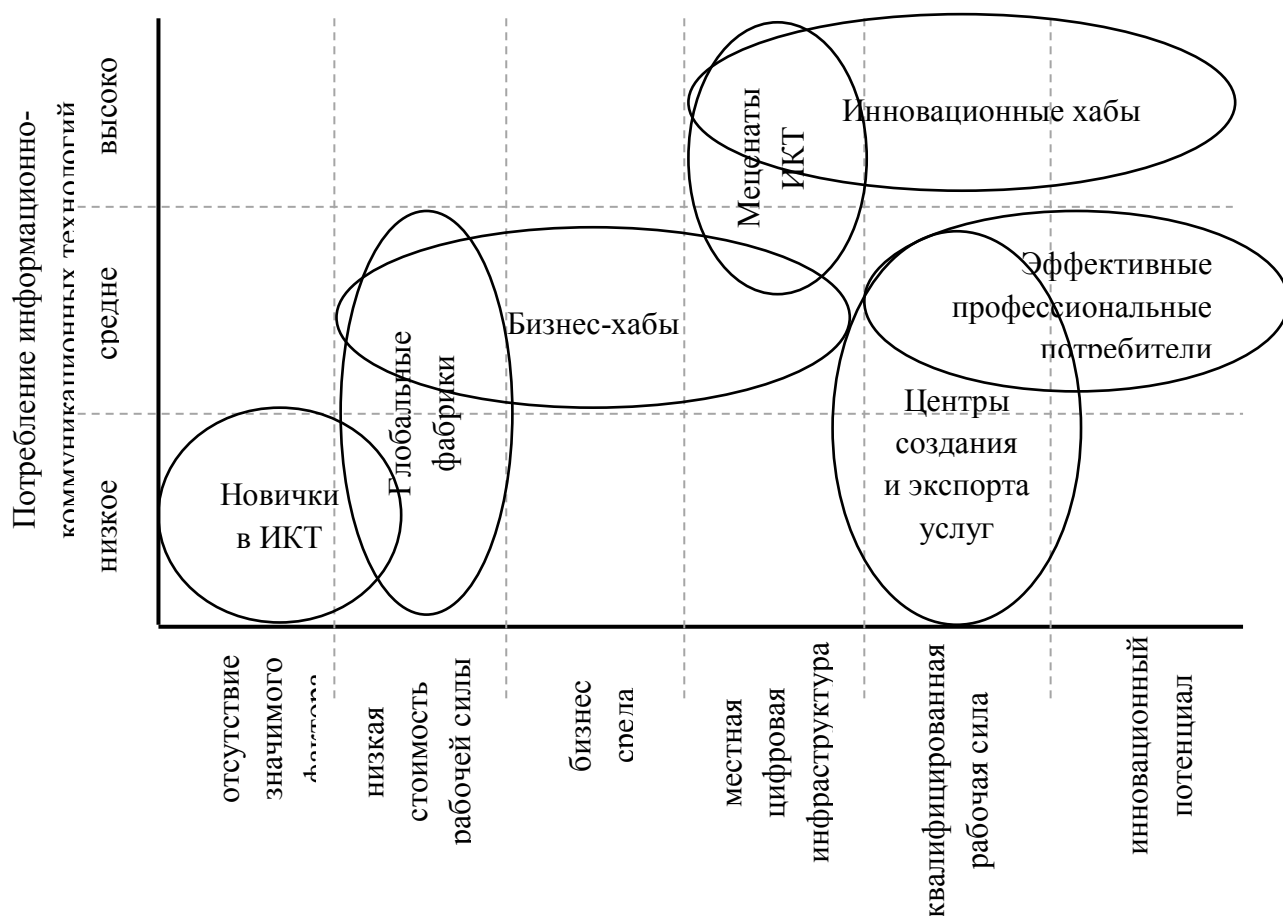 Потребление информационно-
коммуникационных технологий
высоко
средне
низкое
Меценаты
ИКТ
Инновационные хабы
Бизнес-хабы
Эффективные
профессиональные
потребители
Глобальные
фабрики
Центры
создания
и экспорта
услуг
Новички
в ИКТ
отсутствие
значимого
фактора
низкая
стоимость
рабочей силы
бизнес
среда
местная
цифровая
инфраструктура
квалифицированная
рабочая сила
инновационный
потенциал